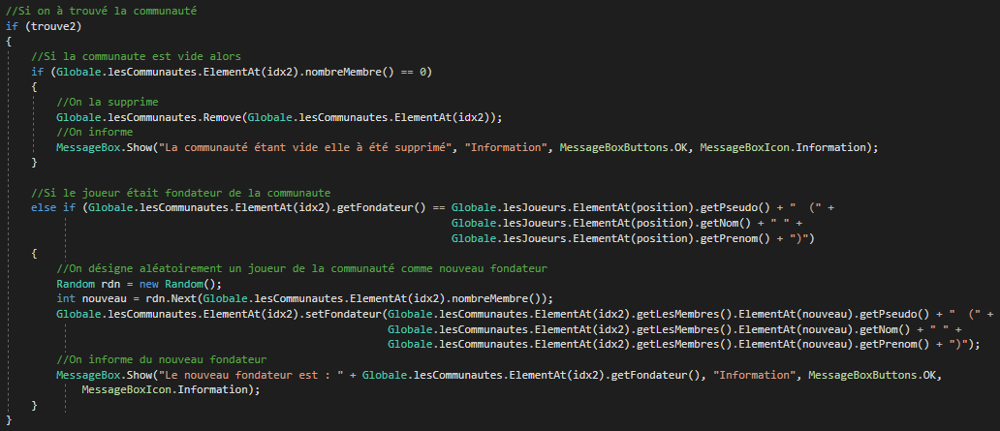 //Si on à trouvé la communauté
if (trouve2)
{
//Si la communaute est vide alors
if (Globale.lesCommunautes.ElementAt(idx2).nombreMembre() == 0)
{
//On la supprime
Globale.lesCommunautes.Remove(Globale.lesCommunautes.ElementAt(idx2));
//On informe
MessageBox.Show("La communauté étant vide elle à été supprimé", "Information", MessageBoxButtons.OK, MessageBoxIcon.Information);
}
//Si le joueur était fondateur de la communaute
else if (Globale.lesCommunautes.ElementAt(idx2).getFondateur() == Globale.lesJoueurs.ElementAt(position).getPseudo() + "  (" +
Globale.lesJoueurs.ElementAt(position).getNom() + " " +
Globale.lesJoueurs.ElementAt(position).getPrenom() + ")")
{
//On désigne aléatoirement un joueur de la communauté comme nouveau fondateur
Random rdn = new Random();
int nouveau = rdn.Next(Globale.lesCommunautes.ElementAt(idx2).nombreMembre());
Globale.lesCommunautes.ElementAt(idx2).setFondateur(Globale.lesCommunautes.ElementAt(idx2).getLesMembres().ElementAt(nouveau).getPseudo() + "  (" +
Globale.lesCommunautes.ElementAt(idx2).getLesMembres().ElementAt(nouveau).getNom() + " " +
Globale.lesCommunautes.ElementAt(idx2).getLesMembres().ElementAt(nouveau).getPrenom() + ")");
//On informe du nouveau fondateur
MessageBox.Show("Le nouveau fondateur est : " + Globale.lesCommunautes.ElementAt(idx2).getFondateur(), "Information", MessageBoxButtons.OK,
MessageBoxIcon.Information);
}
}